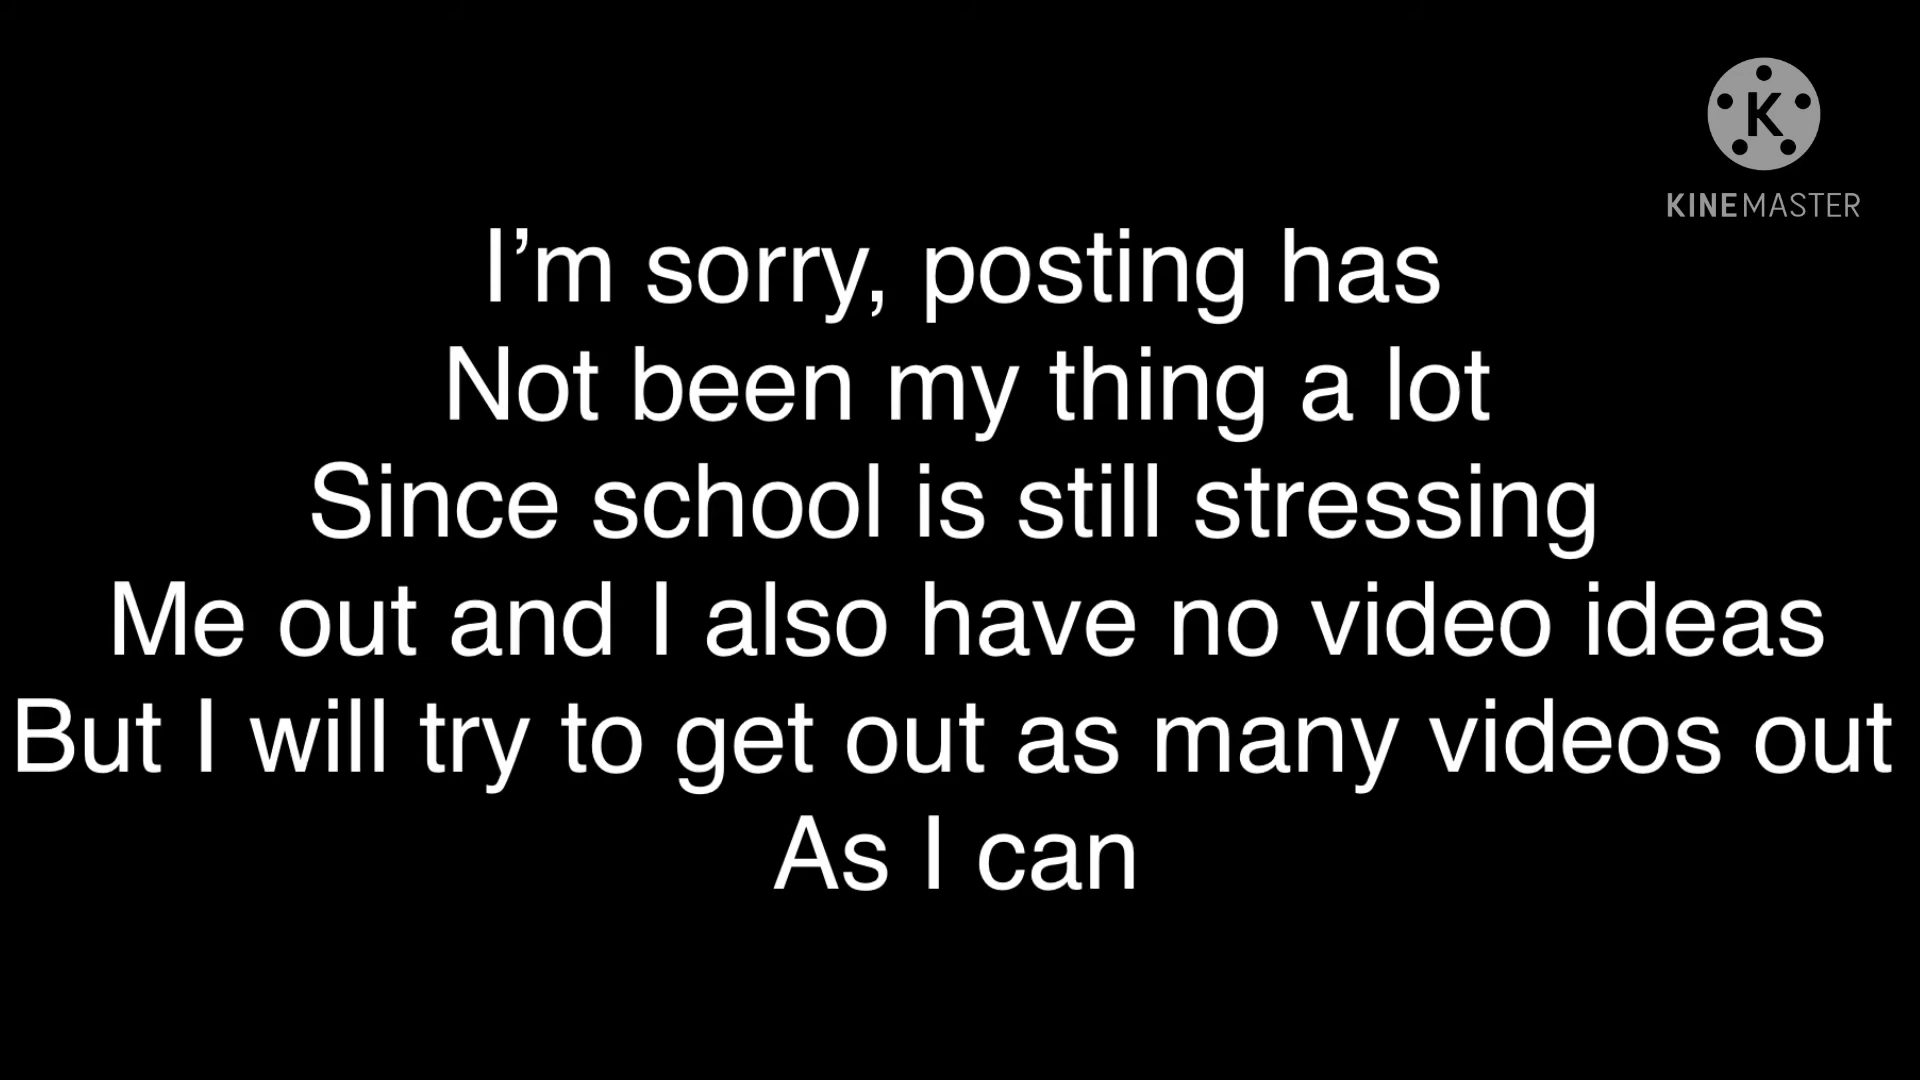 K
KINEMASTER
I’m sorry, posting has
Not been my thing a lot
Since school is still stressing
Me out and I also have no video ideas
But I will try to get out as many videos out
As I can